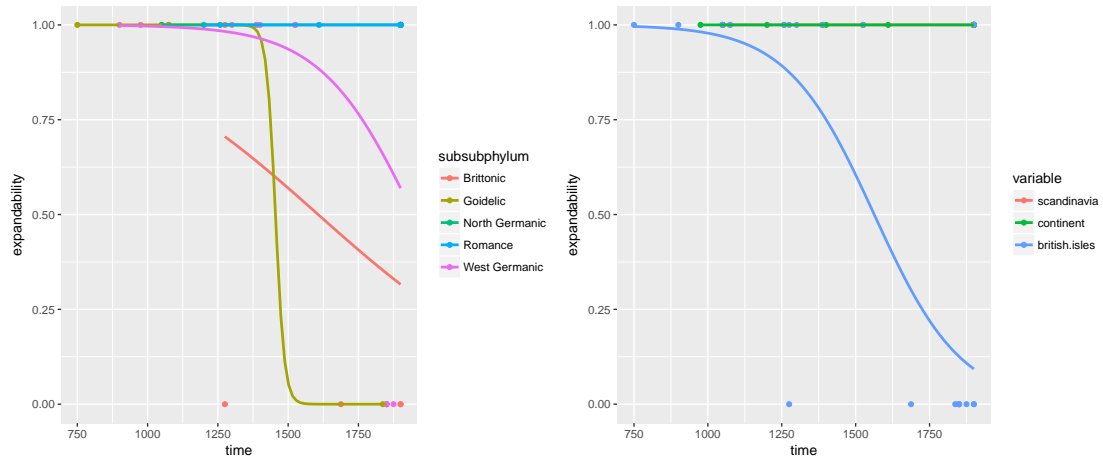 1.00
0.75
0.50
0.25
0.00
expandability
750 1000 1250 1500 1750
time
subsubphylum
Brittonic
Goidelic
North Germanic
Romance
West Germanic
1.00
0.75
0.50
0.25
0.00
expandability
750 1000 1250 1500 1750
time
variable
scandinavia
continent
british.isles